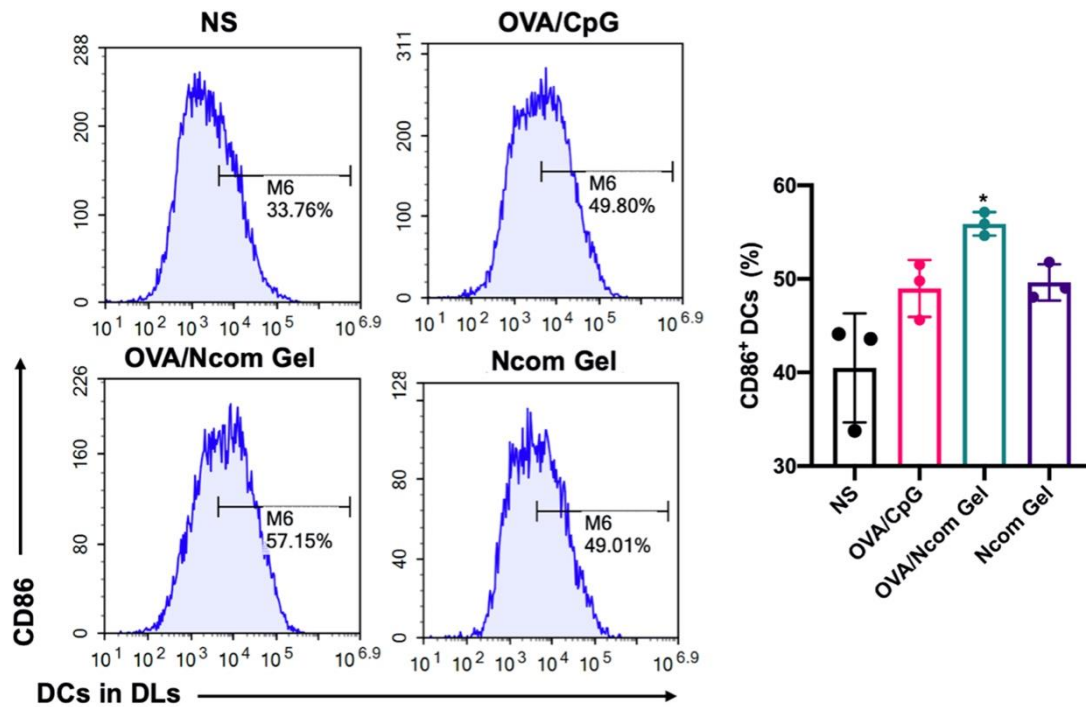 NS
288
200
100
0
M6
33.76%
10^1 10^2 10^3 10^4 10^5 10^6.9
OVA/CpG
311
200
100
0
M6
49.80%
10^1 10^2 10^3 10^4 10^5 10^6.9
OVA/Ncom Gel
226
160
80
0
M6
57.15%
10^1 10^2 10^3 10^4 10^5 10^6.9
Ncom Gel
128
80
40
0
M6
49.01%
10^1 10^2 10^3 10^4 10^5 10^6.9
CD86
DCs in DLs
CD86+ DCs (%)
60
50
40
30
*
NS
OVA/CpG
OVA/Ncom Gel
Ncom Gel